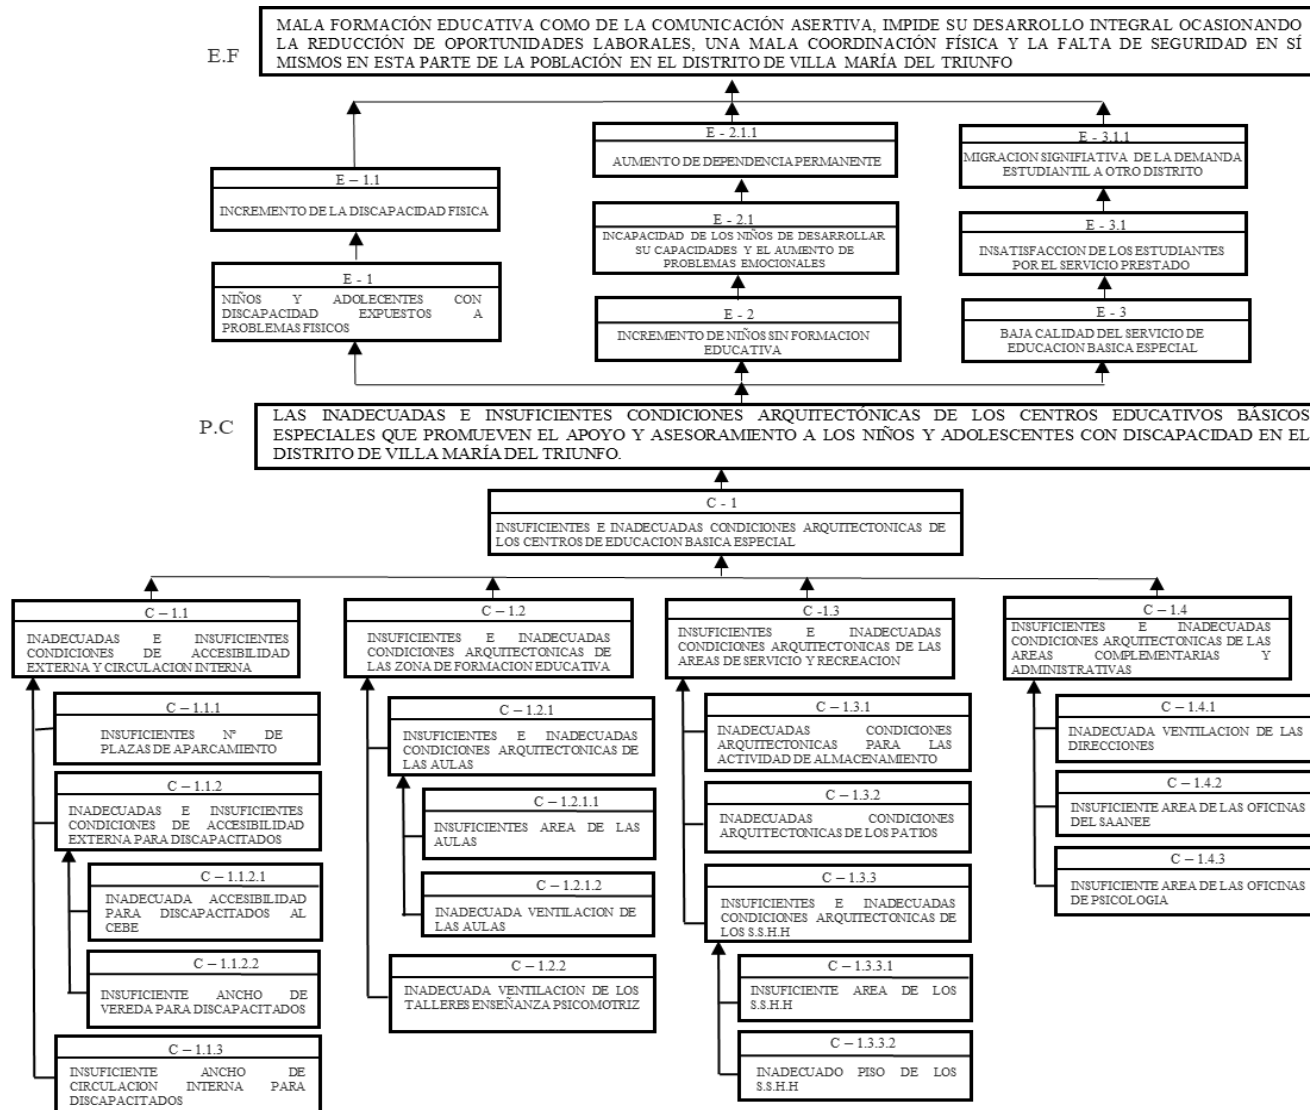 E.F
MALA FORMACIÓN EDUCATIVA COMO DE LA COMUNICACIÓN ASERTIVA, IMPIDE SU DESARROLLO INTEGRAL OCASIONANDO
LA REDUCCIÓN DE OPORTUNIDADES LABORALES, UNA MALA COORDINACIÓN FÍSICA Y LA FALTA DE SEGURIDAD EN SÍ
MISMOS EN ESTA PARTE DE LA POBLACIÓN EN EL DISTRITO DE VILLA MARÍA DEL TRIUNFO
E – 1.1
INCREMENTO DE LA DISCAPACIDAD FISICA
E - 1
NIÑOS Y ADOLECENTES CON
DISCAPACIDAD EXPUESTOS A
PROBLEMAS FISICOS
E - 2.1.1
AUMENTO DE DEPENDENCIA PERMANENTE
E - 2.1
INCAPACIDAD DE LOS NIÑOS DE DESARROLLAR
SU CAPACIDADES Y EL AUMENTO DE
PROBLEMAS EMOCIONALES
E - 2
INCREMENTO DE NIÑOS SIN FORMACION
EDUCATIVA
E - 3.1.1
MIGRACION SIGNIFIATIVA DE LA DEMANDA
ESTUDIANTIL A OTRO DISTRITO
E - 3.1
INSATISFACCION DE LOS ESTUDIANTES
POR EL SERVICIO PRESTADO
E - 3
BAJA CALIDAD DEL SERVICIO DE
EDUCACION BASICA ESPECIAL
P.C
LAS INADECUADAS E INSUFICIENTES CONDICIONES ARQUITECTÓNICAS DE LOS CENTROS EDUCATIVOS BÁSICOS
ESPECIALES QUE PROMUEVEN EL APOYO Y ASESORAMIENTO A LOS NIÑOS Y ADOLESCENTES CON DISCAPACIDAD EN EL
DISTRITO DE VILLA MARÍA DEL TRIUNFO.
C - 1
INSUFICIENTES E INADECUADAS CONDICIONES ARQUITECTONICAS DE
LOS CENTROS DE EDUCACION BASICA ESPECIAL
C – 1.1
INADECUADAS E INSUFICIENTES
CONDICIONES DE ACCESIBILIDAD
EXTERNA Y CIRCULACION INTERNA
C – 1.1.1
INSUFICIENTES Nº DE
PLAZAS DE APARCAMIENTO
C – 1.1.2
INADECUADAS E INSUFICIENTES
CONDICIONES DE ACCESIBILIDAD
EXTERNA PARA DISCAPACITADOS
C – 1.1.2.1
INADECUADA ACCESIBILIDAD
PARA DISCAPACITADOS AL
CEBE
C – 1.1.2.2
INSUFICIENTE ANCHO DE
VEREDA PARA DISCAPACITADOS
C – 1.1.3
INSUFICIENTE ANCHO DE
CIRCULACION INTERNA PARA
DISCAPACITADOS
C – 1.2
INSUFICIENTES E INADECUADAS
CONDICIONES ARQUITECTONICAS DE
LAS ZONA DE FORMACION EDUCATIVA
C – 1.2.1
INSUFICIENTES E INADECUADAS
CONDICIONES ARQUITECTONICAS DE
LAS AULAS
C – 1.2.1.1
INSUFICIENTES AREA DE LAS
AULAS
C – 1.2.1.2
INADECUADA VENTILACION DE
LAS AULAS
C – 1.2.2
INADECUADA VENTILACION DE LOS
TALLERES ENSEÑANZA PSICOMOTRIZ
C -1.3
INSUFICIENTES E INADECUADAS
CONDICIONES ARQUITECTONICAS DE LAS
AREAS DE SERVICIO Y RECREACION
C – 1.3.1
INADECUADAS CONDICIONES
ARQUITECTONICAS PARA LAS
ACTIVIDAD DE ALMACENAMIENTO
C – 1.3.2
INADECUADAS CONDICIONES
ARQUITECTONICAS DE LOS PATIOS
C – 1.3.3
INSUFICIENTES E INADECUADAS
CONDICIONES ARQUITECTONICAS DE
LOS S.S.H.H
C – 1.3.3.1
INSUFICIENTE AREA DE LOS
S.S.H.H
C – 1.3.3.2
INADECUADO PISO DE LOS
S.S.H.H
C – 1.4
INSUFICIENTES E INADECUADAS
CONDICIONES ARQUITECTONICAS DE LAS
AREAS COMPLEMENTARIAS Y
ADMINISTRATIVAS
C – 1.4.1
INADECUADA VENTILACION DE LAS
DIRECCIONES
C – 1.4.2
INSUFICIENTE AREA DE LAS OFICINAS
DEL SAANEE
C – 1.4.3
INSUFICIENTE AREA DE LAS OFICINAS
DE PSICOLOGIA